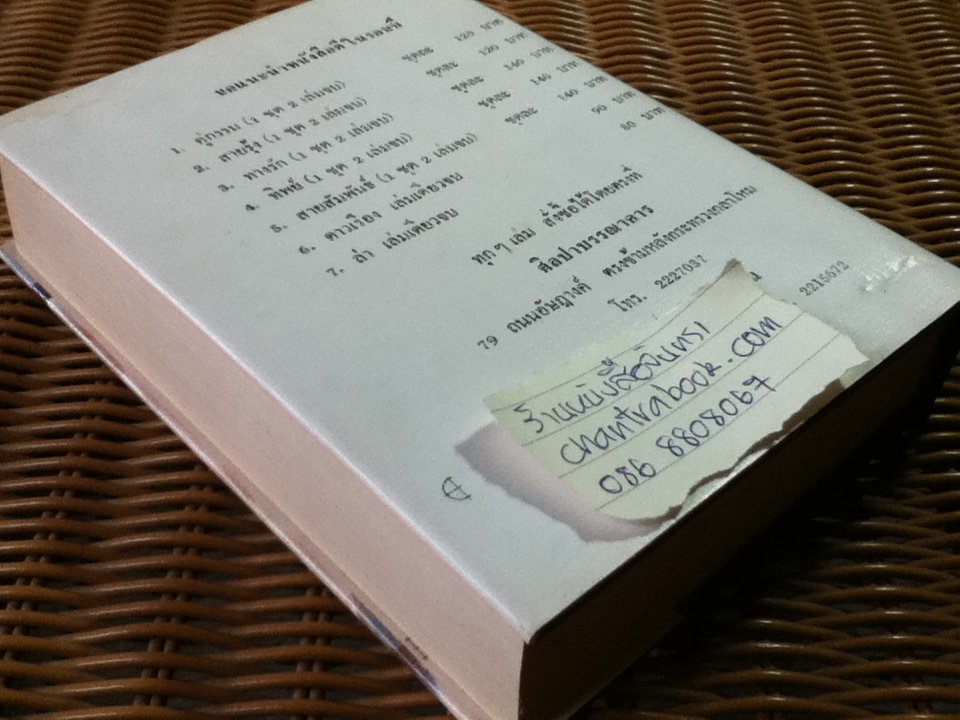 ขอแนะนำหนังสือดีในรอบปี
1. คู่กรรม (1 ชุด 2 เล่มจบ) ชุดละ 120 บาท
2. สายรุ้ง (1 ชุด 2 เล่มจบ) ชุดละ 120 บาท
3. ทางรัก (1 ชุด 2 เล่มจบ) ชุดละ 140 บาท
4. ทิพย์ (1 ชุด 2 เล่มจบ) ชุดละ 140 บาท
5. สายสัมพันธ์ (1 ชุด 2 เล่มจบ) ชุดละ 140 บาท
6. ดาวเรือง เล่มเดียวจบ 90 บาท
7. ล่า เล่มเดียวจบ 80 บาท
ทุกๆ เล่ม สั่งซื้อได้โดยตรงที่
ศิลปาบรรณาคาร
79 ถนนอัษฎางค์ ตรงข้ามหลังกระทรวงกลาโหม
โทร. 2227037 2215672
ร้านหนังสือจันทรา
chantrabook.com
086 8808067